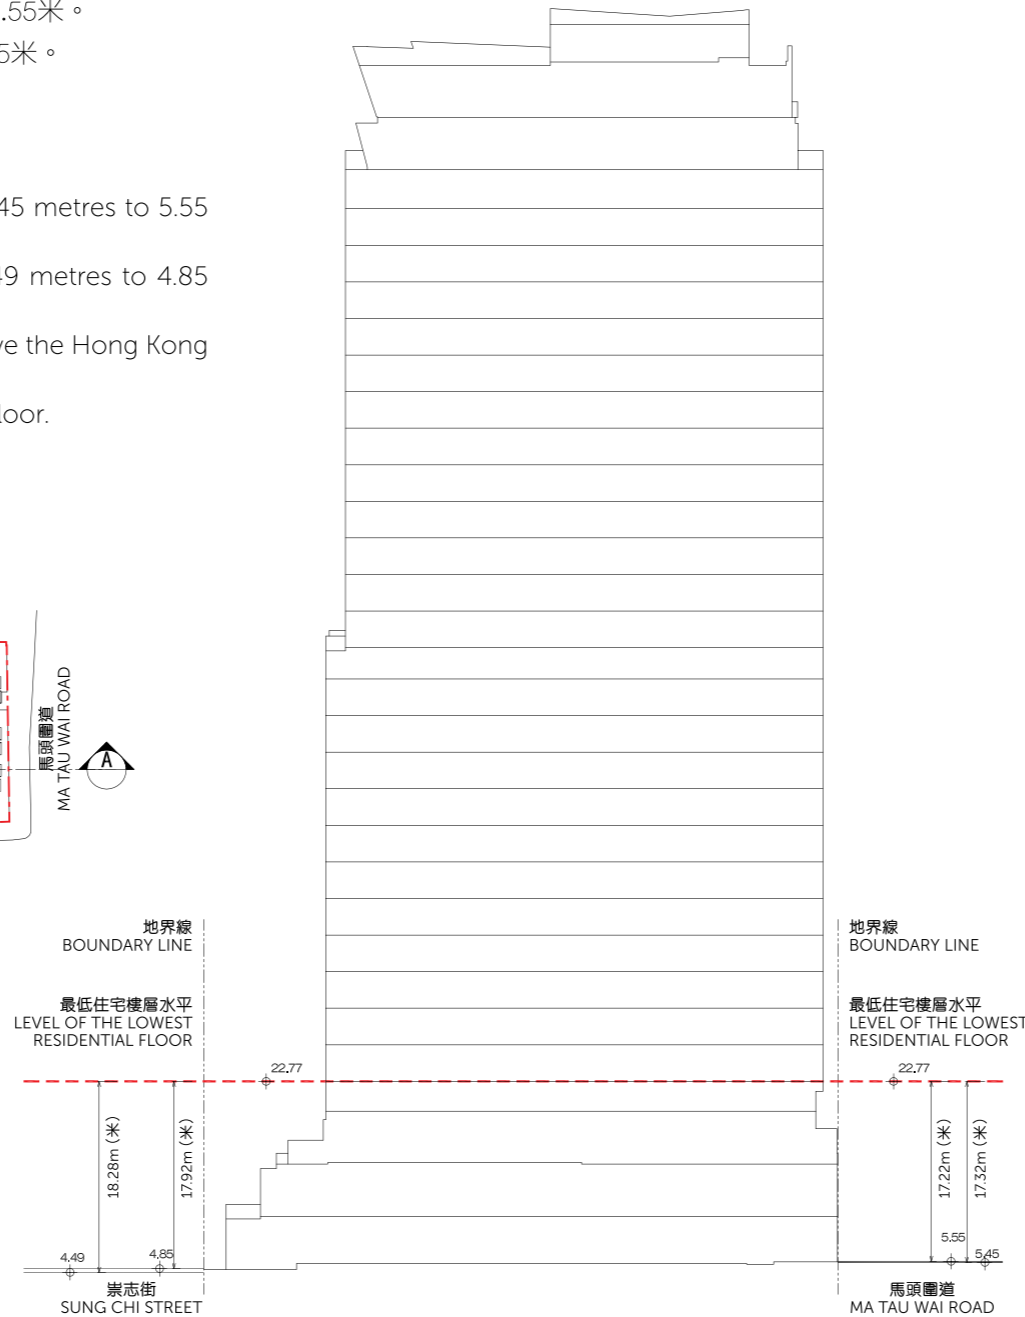 .55米。
5米。
45 metres to 5.55
49 metres to 4.85
ve the Hong Kong
loor.
馬頭圍道
MA TAU WAI ROAD
A
地界線
BOUNDARY LINE
最低住宅樓層水平
LEVEL OF THE LOWEST
RESIDENTIAL FLOOR
22.77
18.28m (米)
17.92m (米)
4.49
4.85
崇志街
SUNG CHI STREET
地界線
BOUNDARY LINE
最低住宅樓層水平
LEVEL OF THE LOWEST
RESIDENTIAL FLOOR
22.77
17.22m (米)
17.32m (米)
5.55
5.45
馬頭圍道
MA TAU WAI ROAD